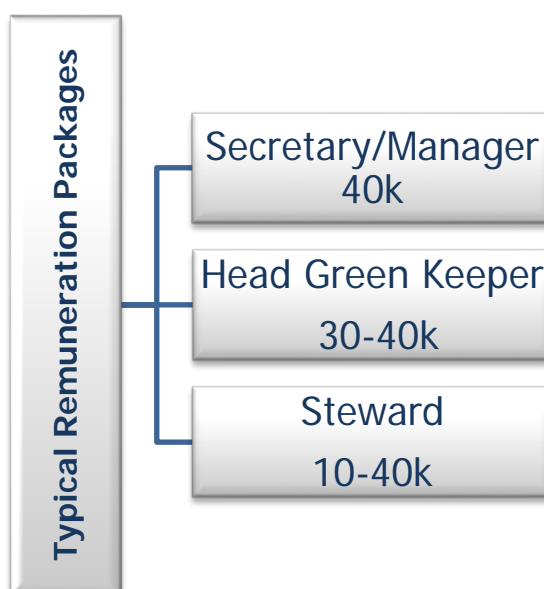 Typical Remuneration Packages
Secretary/Manager
40k
Head Green Keeper
30-40k
Steward
10-40k